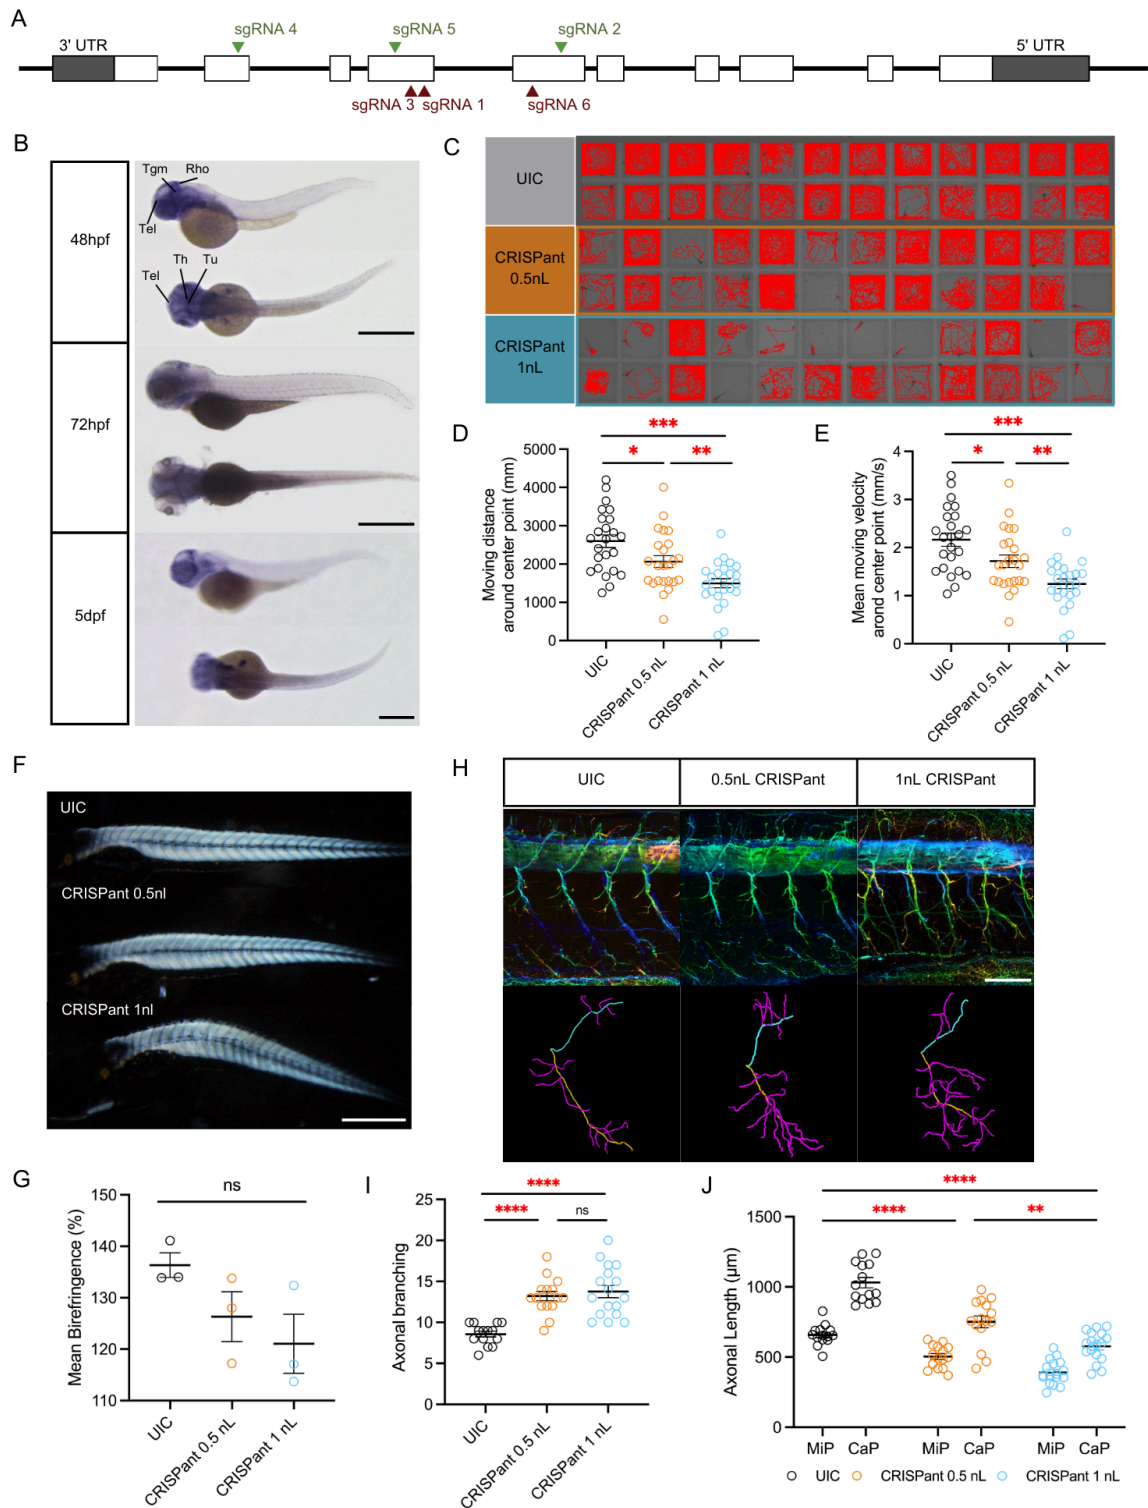 A
sgRNA 4
sgRNA 5
sgRNA 2
3' UTR
5' UTR
sgRNA 3
sgRNA 1
sgRNA 6
B
48hpf
72hpf
5dpf
Tgm
Rho
Tel
Th
Tu
Tel
C
UIC
CRISPant
0.5nL
CRISPant
1nL
D
***
*
**
Moving distance
around center point (mm)
5000
4000
3000
2000
1000
0
UIC
CRISPant 0.5 nL
CRISPant 1 nL
E
***
*
**
Mean moving velocity
arond center point (mm/s)
4
3
2
1
0
UIC
CRISPant 0.5 nL
CRISPant 1 nL
F
UIC
CRISPant 0.5nl
CRISPant 1nl
H
UIC
0.5nL CRISPant
1nL CRISPant
G
ns
Mean Birefringence (%)
150
140
130
120
110
UIC
CRISPant 0.5 nL
CRISPant 1 nL
I
****
****
ns
Axonal branching
25
20
15
10
5
0
UIC
CRISPant 0.5 nL
CRISPant 1 nL
J
****
****
**
Axonal Length (µm)
1500
1000
500
0
MiP CaP MiP CaP MiP CaP
UIC CRISPant 0.5 nL CRISPant 1 nL